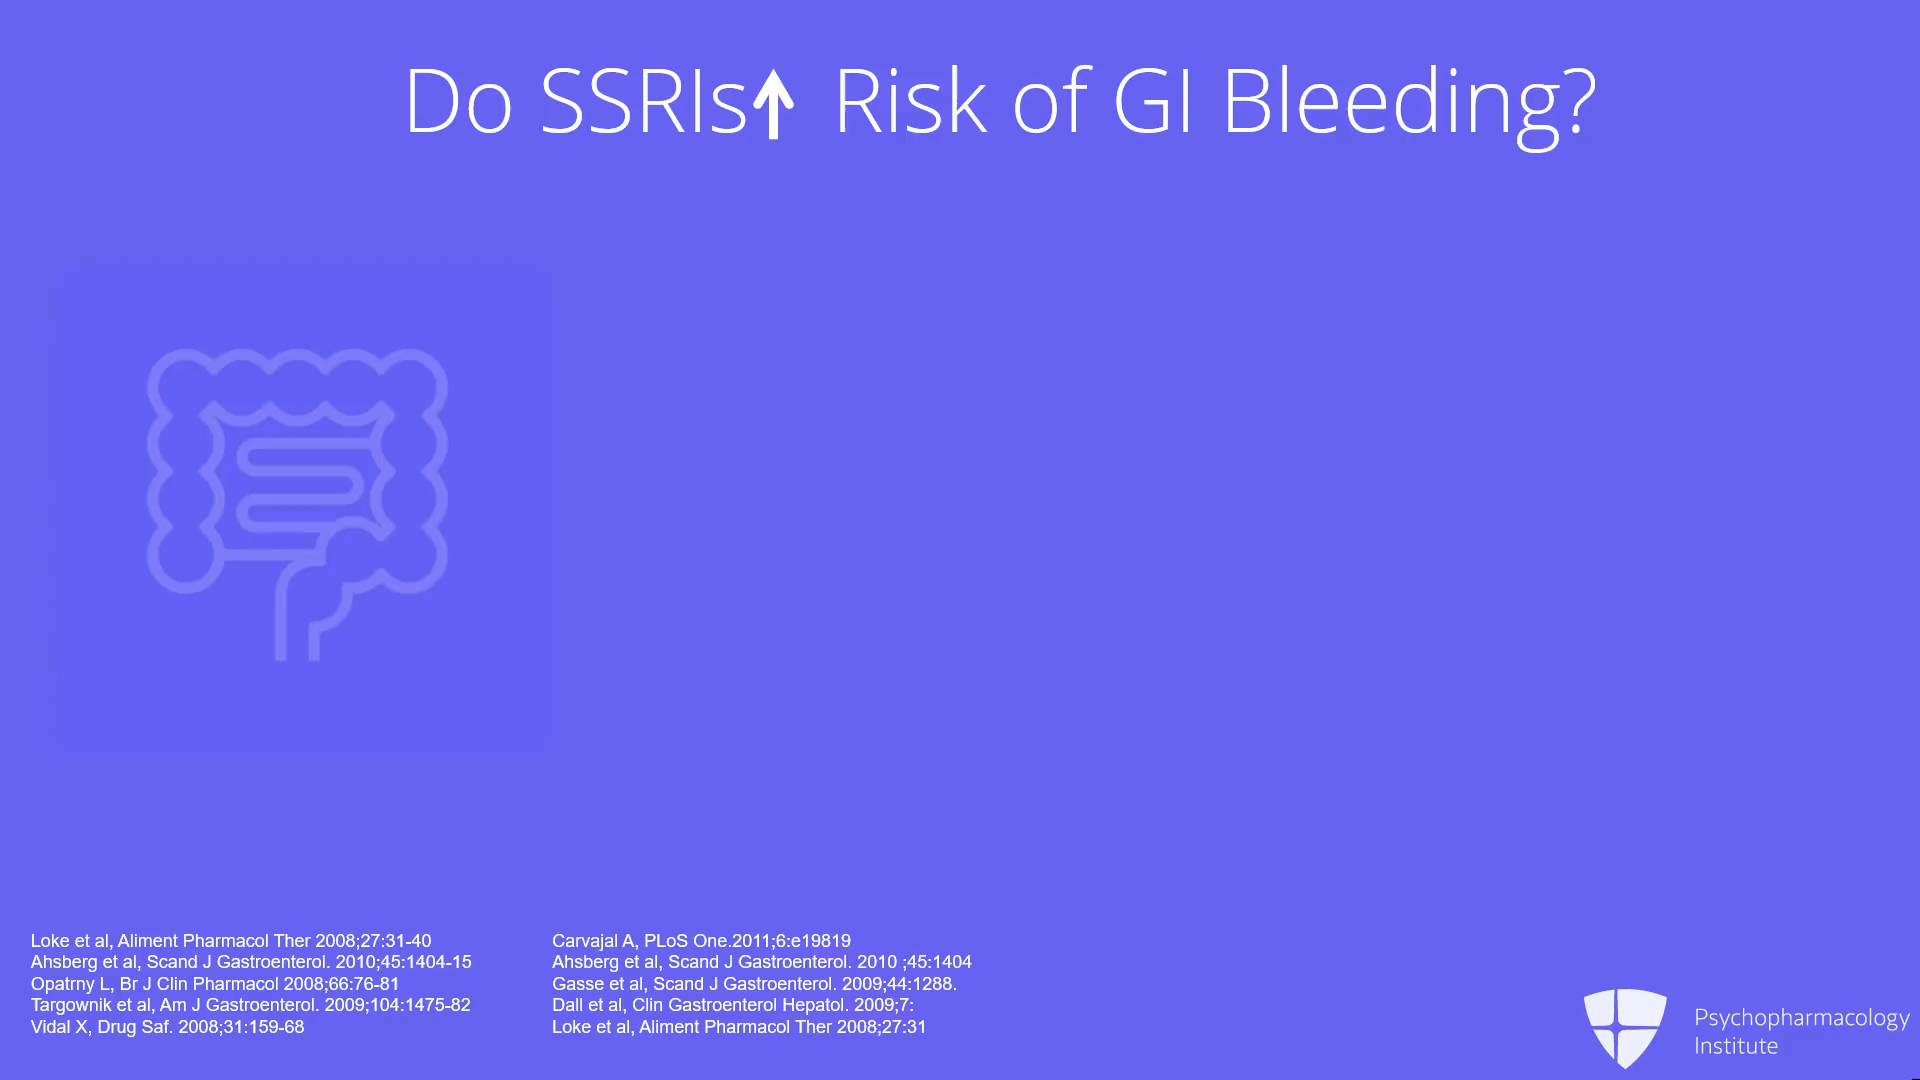 Do SSRIs↑ Risk of GI Bleeding?
Loke et al, Aliment Pharmacol Ther 2008;27:31-40
Ahsberg et al, Scand J Gastroenterol. 2010;45:1404-15
Opatrny L, Br J Clin Pharmacol 2008;66:76-81
Targownik et al, Am J Gastroenterol. 2009;104:1475-82
Vidal X, Drug Saf. 2008;31:159-68
Carvajal A, PLoS One.2011;6:e19819
Ahsberg et al, Scand J Gastroenterol. 2010 ;45:1404
Gasse et al, Scand J Gastroenterol. 2009;44:1288.
Dall et al, Clin Gastroenterol Hepatol. 2009;7:
Loke et al, Aliment Pharmacol Ther 2008;27:31
Psychopharmacology
Institute